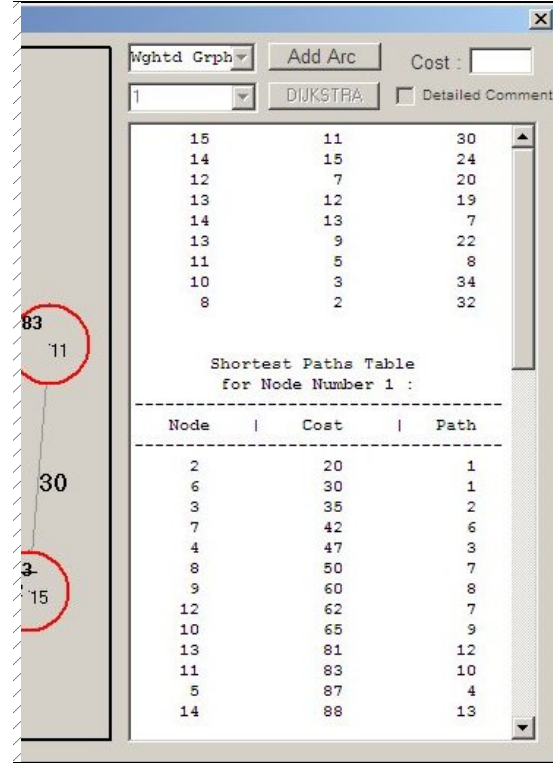 Wghtd Grph Add Arc Cost :
1 DIJKSTRA Detailed Comment
15 11 30
14 15 24
12 7 20
13 12 19
14 13 7
13 9 22
11 5 8
10 3 34
8 2 32
Shortest Paths Table
for Node Number 1 :
Node | Cost | Path
2 20 1
6 30 1
3 35 2
7 42 6
4 47 3
8 50 7
9 60 8
12 62 7
10 65 9
13 81 12
11 83 10
5 87 4
14 88 13
83
11
30
15